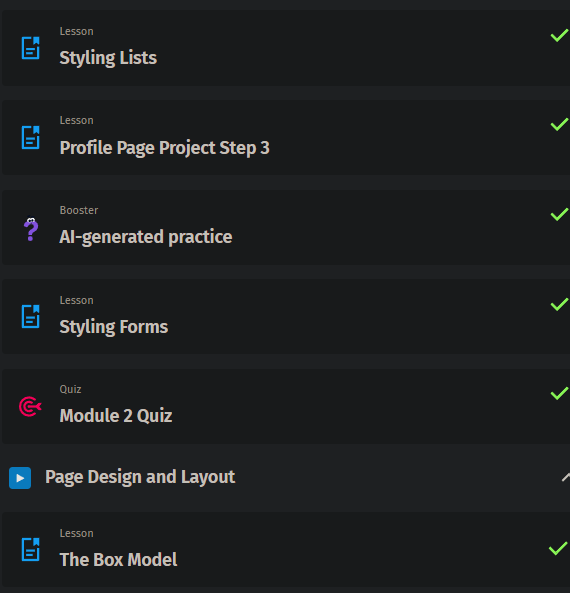 Lesson
Styling Lists
Lesson
Profile Page Project Step 3
Booster
AI-generated practice
Lesson
Styling Forms
Quiz
Module 2 Quiz
Page Design and Layout
Lesson
The Box Model